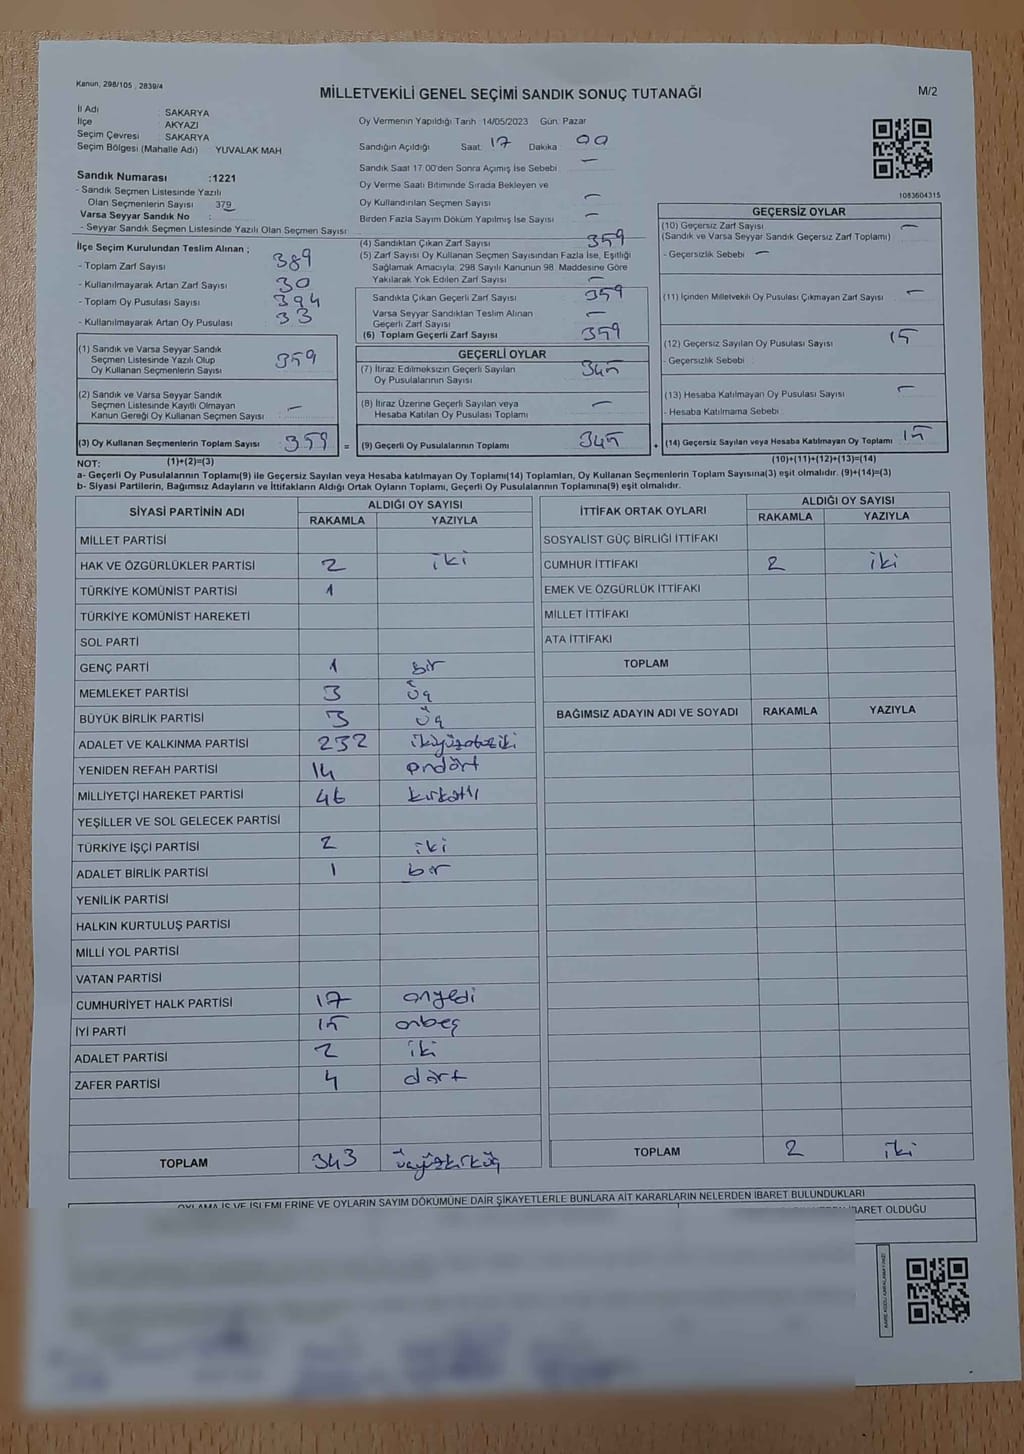 Kanun, 298/105 , 2839/4
MİLLETVEKİLİ GENEL SEÇİMİ SANDIK SONUÇ TUTANAĞI
M/2
İl Adı SAKARYA
İlçe AKYAZI
Seçim Çevresi SAKARYA
Seçim Bölgesi (Mahalle Adı) YUVALAK MAH
Sandık Numarası :1221
- Sandık Seçmen Listesinde Yazılı
Olan Seçmenlerin Sayısı 379
Varsa Seyyar Sandık No :
- Seyyar Sandık Seçmen Listesinde Yazılı Olan Seçmen Sayısı
Oy Vermenin Yapıldığı Tarih 14/05/2023 Gün: Pazar
Sandığın Açıldığı Saat: 17 Dakika 00
Sandık Saat 17 00'den Sonra Açımış İse Sebebi –
Oy Verme Saati Bitiminde Sırada Bekleyen ve
Oy Kullandırılan Seçmen Sayısı –
Birden Fazla Sayım Döküm Yapılmış İse Sayısı –
1083604315
İlçe Seçim Kurulundan Teslim Alınan ;
- Toplam Zarf Sayısı 389
- Kullanılmayarak Artan Zarf Sayısı 30
- Toplam Oy Pusulası Sayısı 394
- Kullanılmayarak Artan Oy Pusulası 33
(1) Sandık ve Varsa Seyyar Sandık
Seçmen Listesinde Yazılı Olup
Oy Kullanan Seçmenlerin Sayısı 359
(2) Sandık ve Varsa Seyyar Sandık
Seçmen Listesinde Kayıtlı Olmayan
Kanun Gereği Oy Kullanan Seçmen Sayısı –
(3) Oy Kullanan Seçmenlerin Toplam Sayısı 359 =
(4) Sandıktan Çıkan Zarf Sayısı 359
(5) Zarf Sayısı Oy Kullanan Seçmen Sayısından Fazla İse, Eşitliği
Sağlamak Amacıyla, 298 Sayılı Kanunun 98. Maddesine Göre
Yakılarak Yok Edilen Zarf Sayısı –
Sandıkta Çıkan Geçerli Zarf Sayısı 359
Varsa Seyyar Sandıktan Teslim Alınan
Geçerli Zarf Sayısı –
(6) Toplam Geçerli Zarf Sayısı 359
GEÇERLİ OYLAR
(7) İtiraz Edilmeksizin Geçerli Sayılan
Oy Pusulalarının Sayısı 345
(8) İtiraz Üzerine Geçerli Sayılan veya
Hesaba Katılan Oy Pusulası Toplamı –
(9) Geçerli Oy Pusulalarının Toplamı 345 +
GEÇERSİZ OYLAR
(10) Geçersiz Zarf Sayısı –
(Sandık ve Varsa Seyyar Sandık Geçersiz Zarf Toplamı)
- Geçersizlik Sebebi –
(11) İçinden Milletvekili Oy Pusulası Çıkmayan Zarf Sayısı –
(12) Geçersiz Sayılan Oy Pusulası Sayısı 15
- Geçersizlik Sebebi
(13) Hesaba Katılmayan Oy Pusulası Sayısı –
- Hesaba Katılmama Sebebi
(14) Geçersiz Sayılan veya Hesaba Katılmayan Oy Toplamı 15
NOT: (1)+(2)=(3) (10)+(11)+(12)+(13)=(14)
a- Geçerli Oy Pusulalarının Toplamı(9) ile Geçersiz Sayılan veya Hesaba katılmayan Oy Toplamı(14) Toplamları, Oy Kullanan Seçmenlerin Toplam Sayısına(3) eşit olmalıdır. (9)+(14)=(3)
b- Siyasi Partilerin, Bağımsız Adayların ve İttifakların Aldığı Ortak Oyların Toplamı, Geçerli Oy Pusulalarının Toplamına(9) eşit olmalıdır.
SİYASİ PARTİNİN ADI ALDIĞI OY SAYISI
RAKAMLA YAZIYLA
MİLLET PARTİSİ
HAK VE ÖZGÜRLÜKLER PARTİSİ 2 iki
TÜRKİYE KOMÜNİST PARTİSİ 1
TÜRKİYE KOMÜNİST HAREKETİ
SOL PARTİ
GENÇ PARTİ 1 bir
MEMLEKET PARTİSİ 3 üç
BÜYÜK BİRLİK PARTİSİ 3 üç
ADALET VE KALKINMA PARTİSİ 232 ikiyüzotuziki
YENİDEN REFAH PARTİSİ 14 ondört
MİLLİYETÇİ HAREKET PARTİSİ 46 kırkaltı
YEŞİLLER VE SOL GELECEK PARTİSİ
TÜRKİYE İŞÇİ PARTİSİ 2 iki
ADALET BİRLİK PARTİSİ 1 bir
YENİLİK PARTİSİ
HALKIN KURTULUŞ PARTİSİ
MİLLİ YOL PARTİSİ
VATAN PARTİSİ
CUMHURİYET HALK PARTİSİ 17 onyedi
İYİ PARTİ 15 onbeş
ADALET PARTİSİ 2 iki
ZAFER PARTİSİ 4 dört
TOPLAM 343 üçyüzkırküç
İTTİFAK ORTAK OYLARI ALDIĞI OY SAYISI
RAKAMLA YAZIYLA
SOSYALİST GÜÇ BİRLİĞİ İTTİFAKI
CUMHUR İTTİFAKI 2 iki
EMEK VE ÖZGÜRLÜK İTTİFAKI
MİLLET İTTİFAKI
ATA İTTİFAKI
TOPLAM
BAĞIMSIZ ADAYIN ADI VE SOYADI RAKAMLA YAZIYLA
TOPLAM 2 iki
OYLAMA İŞ VE İŞLEMLERİNE VE OYLARIN SAYIM DÖKÜMÜNE DAİR ŞİKAYETLERLE BUNLARA AİT KARARLARIN NELERDEN İBARET BULUNDUKLARI
İBARET OLDUĞU